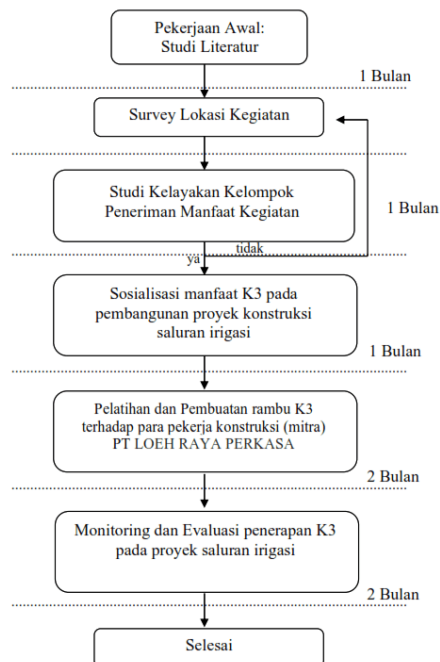 Pekerjaan Awal:
Studi Literatur
1 Bulan
Survey Lokasi Kegiatan
Studi Kelayakan Kelompok
Peneriman Manfaat Kegiatan
1 Bulan
tidak
ya
Sosialisasi manfaat K3 pada
pembangunan proyek konstruksi
saluran irigasi
1 Bulan
Pelatihan dan Pembuatan rambu K3
terhadap para pekerja konstruksi (mitra)
PT LOEH RAYA PERKASA
2 Bulan
Monitoring dan Evaluasi penerapan K3
pada proyek saluran irigasi
2 Bulan
Selesai